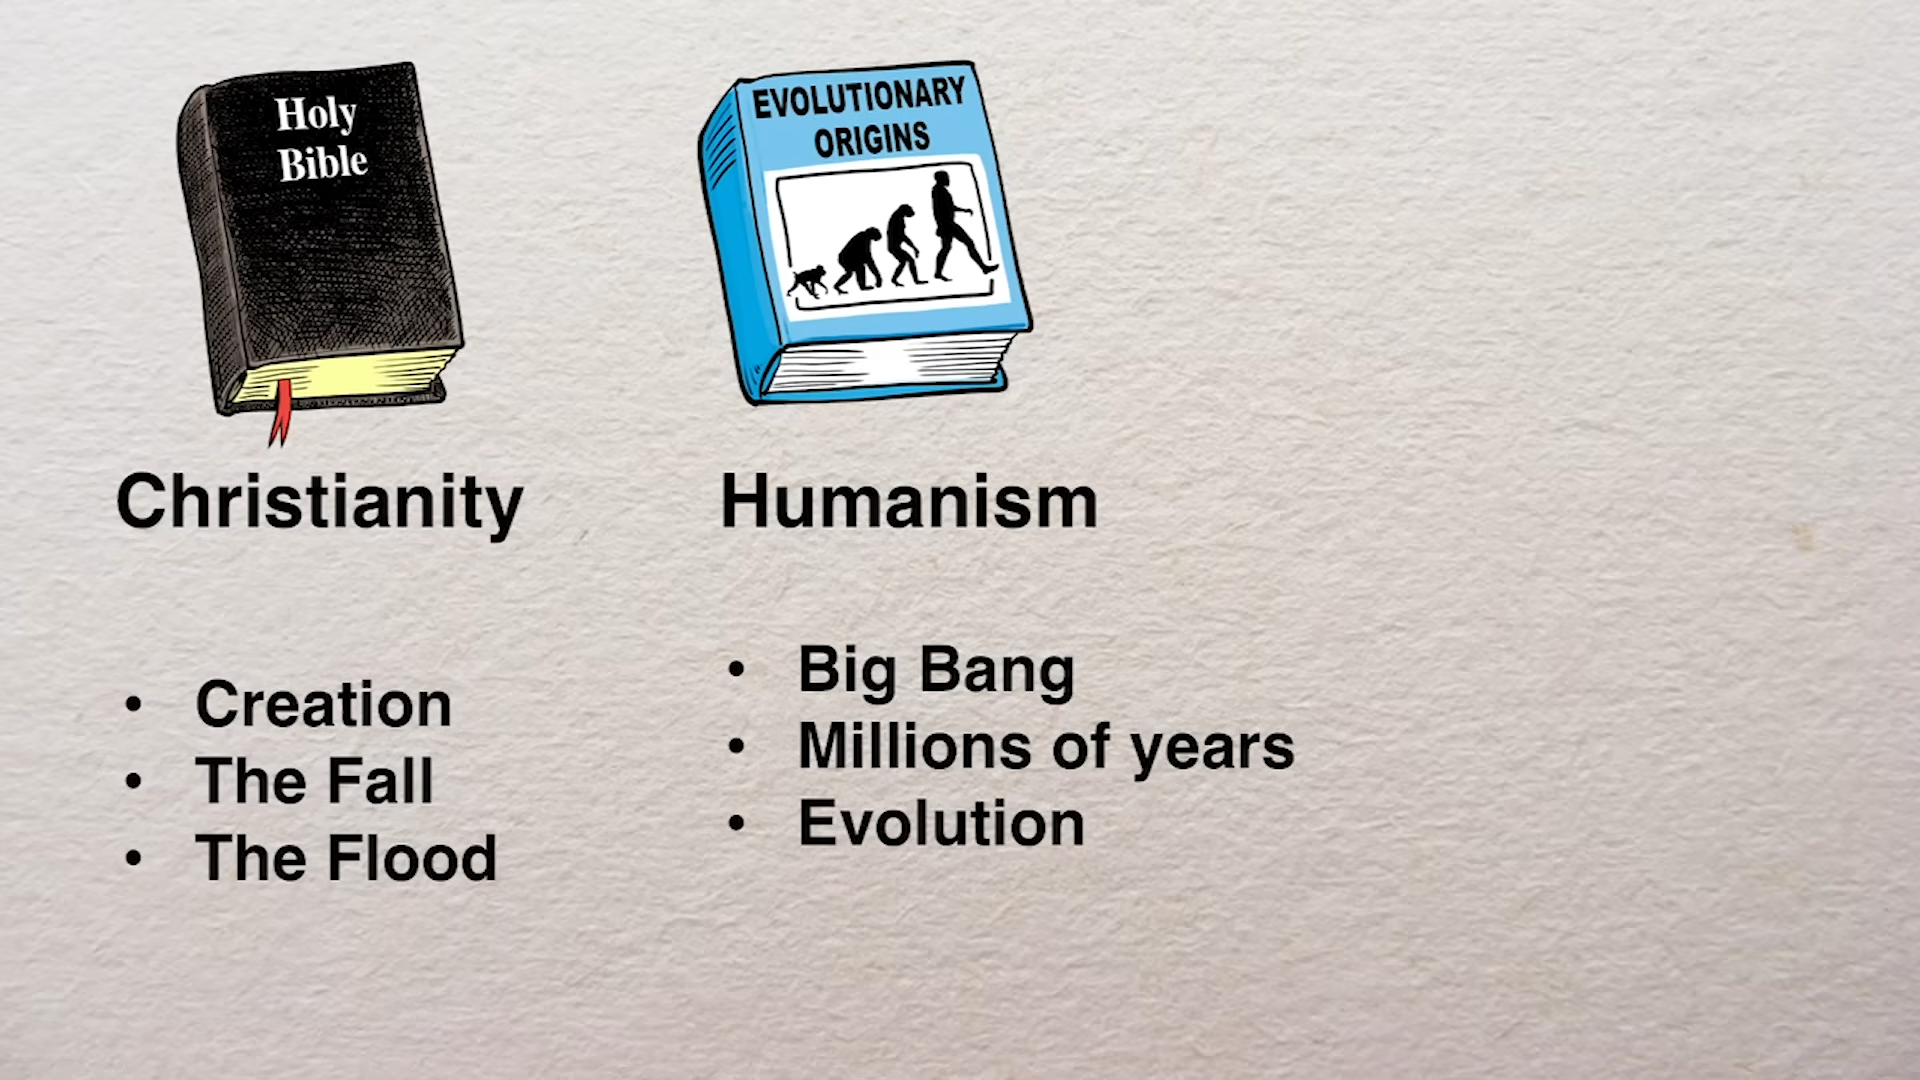 Holy
Bible
Christianity
• Creation
• The Fall
• The Flood
EVOLUTIONARY
ORIGINS
Humanism
• Big Bang
• Millions of years
• Evolution